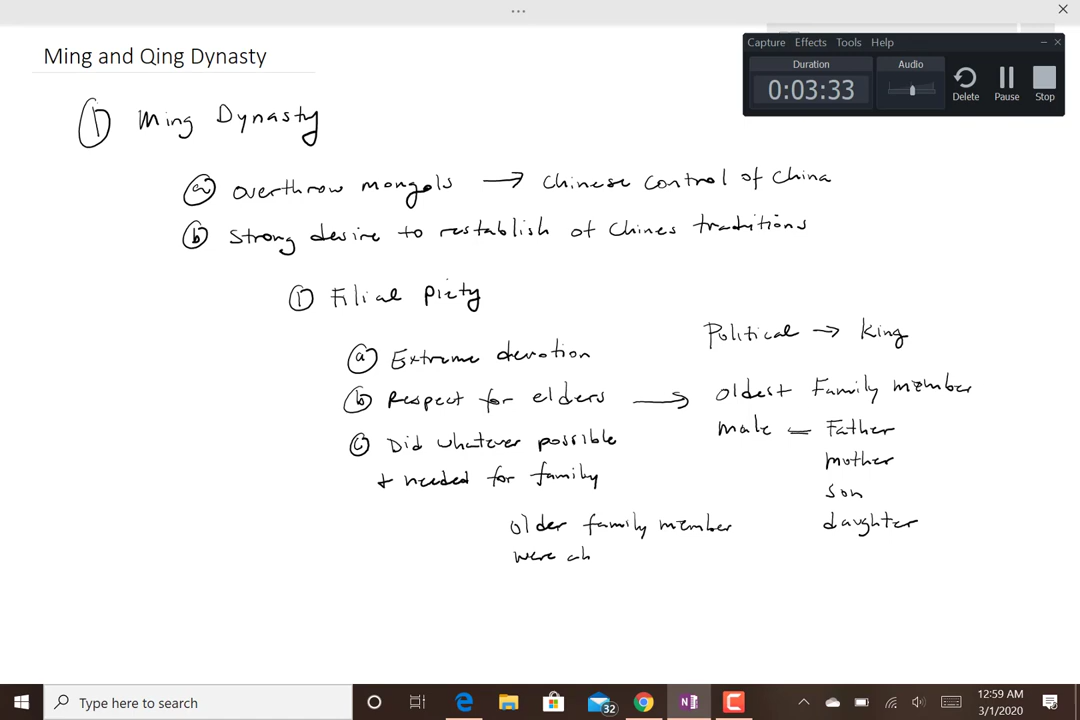 Ming and Qing Dynasty
Capture Effects Tools Help
Duration
0:03:33
Audio
Delete Pause Stop
① Ming Dynasty
ⓐ overthrow mongols → Chinese control of China
ⓑ Strong desire to restablish of Chines traditions
① Filial Piety
Political → King
ⓐ Extreme devotion
ⓑ Respect for elders → oldest Family member
male = Father
mother
son
daughter
ⓒ Did whatever possible
+ needed for family
older family member
were ab
Type here to search
32
N
12:59 AM
3/1/2020